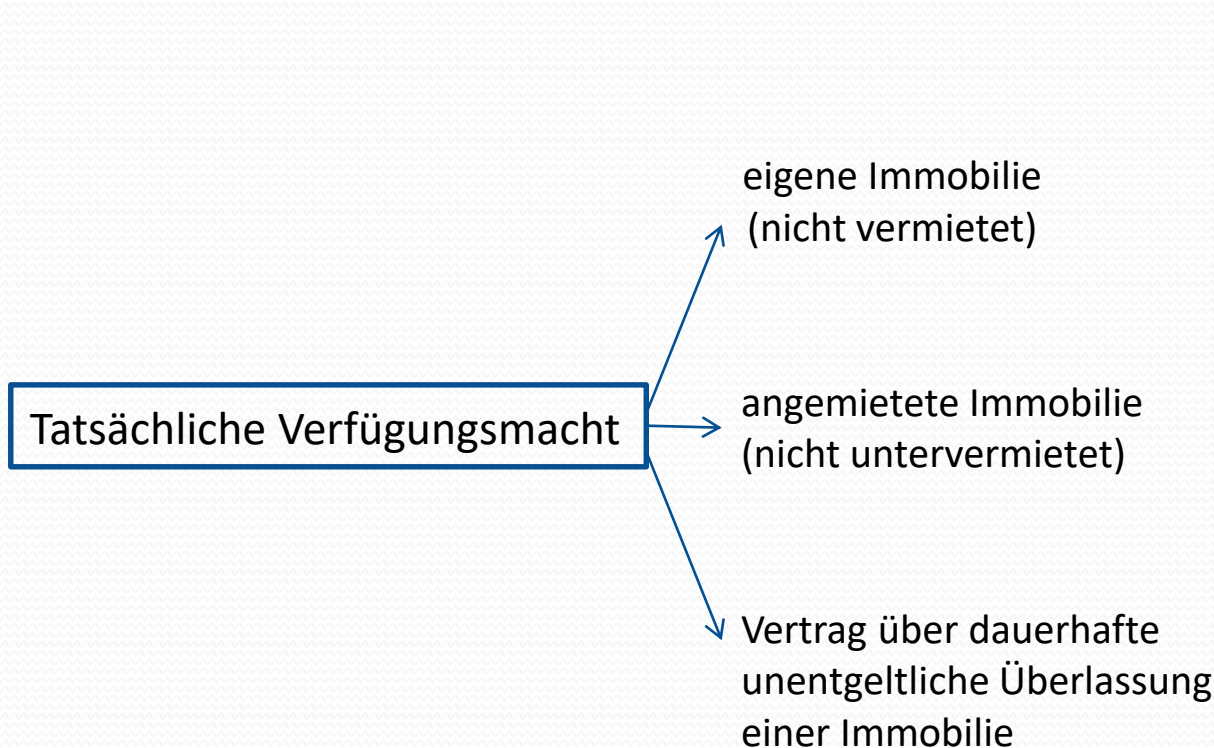 eigene Immobilie
(nicht vermietet)
Tatsächliche Verfügungsmacht
angemietete Immobilie
(nicht untervermietet)
Vertrag über dauerhafte
unentgeltliche Überlassung
einer Immobilie